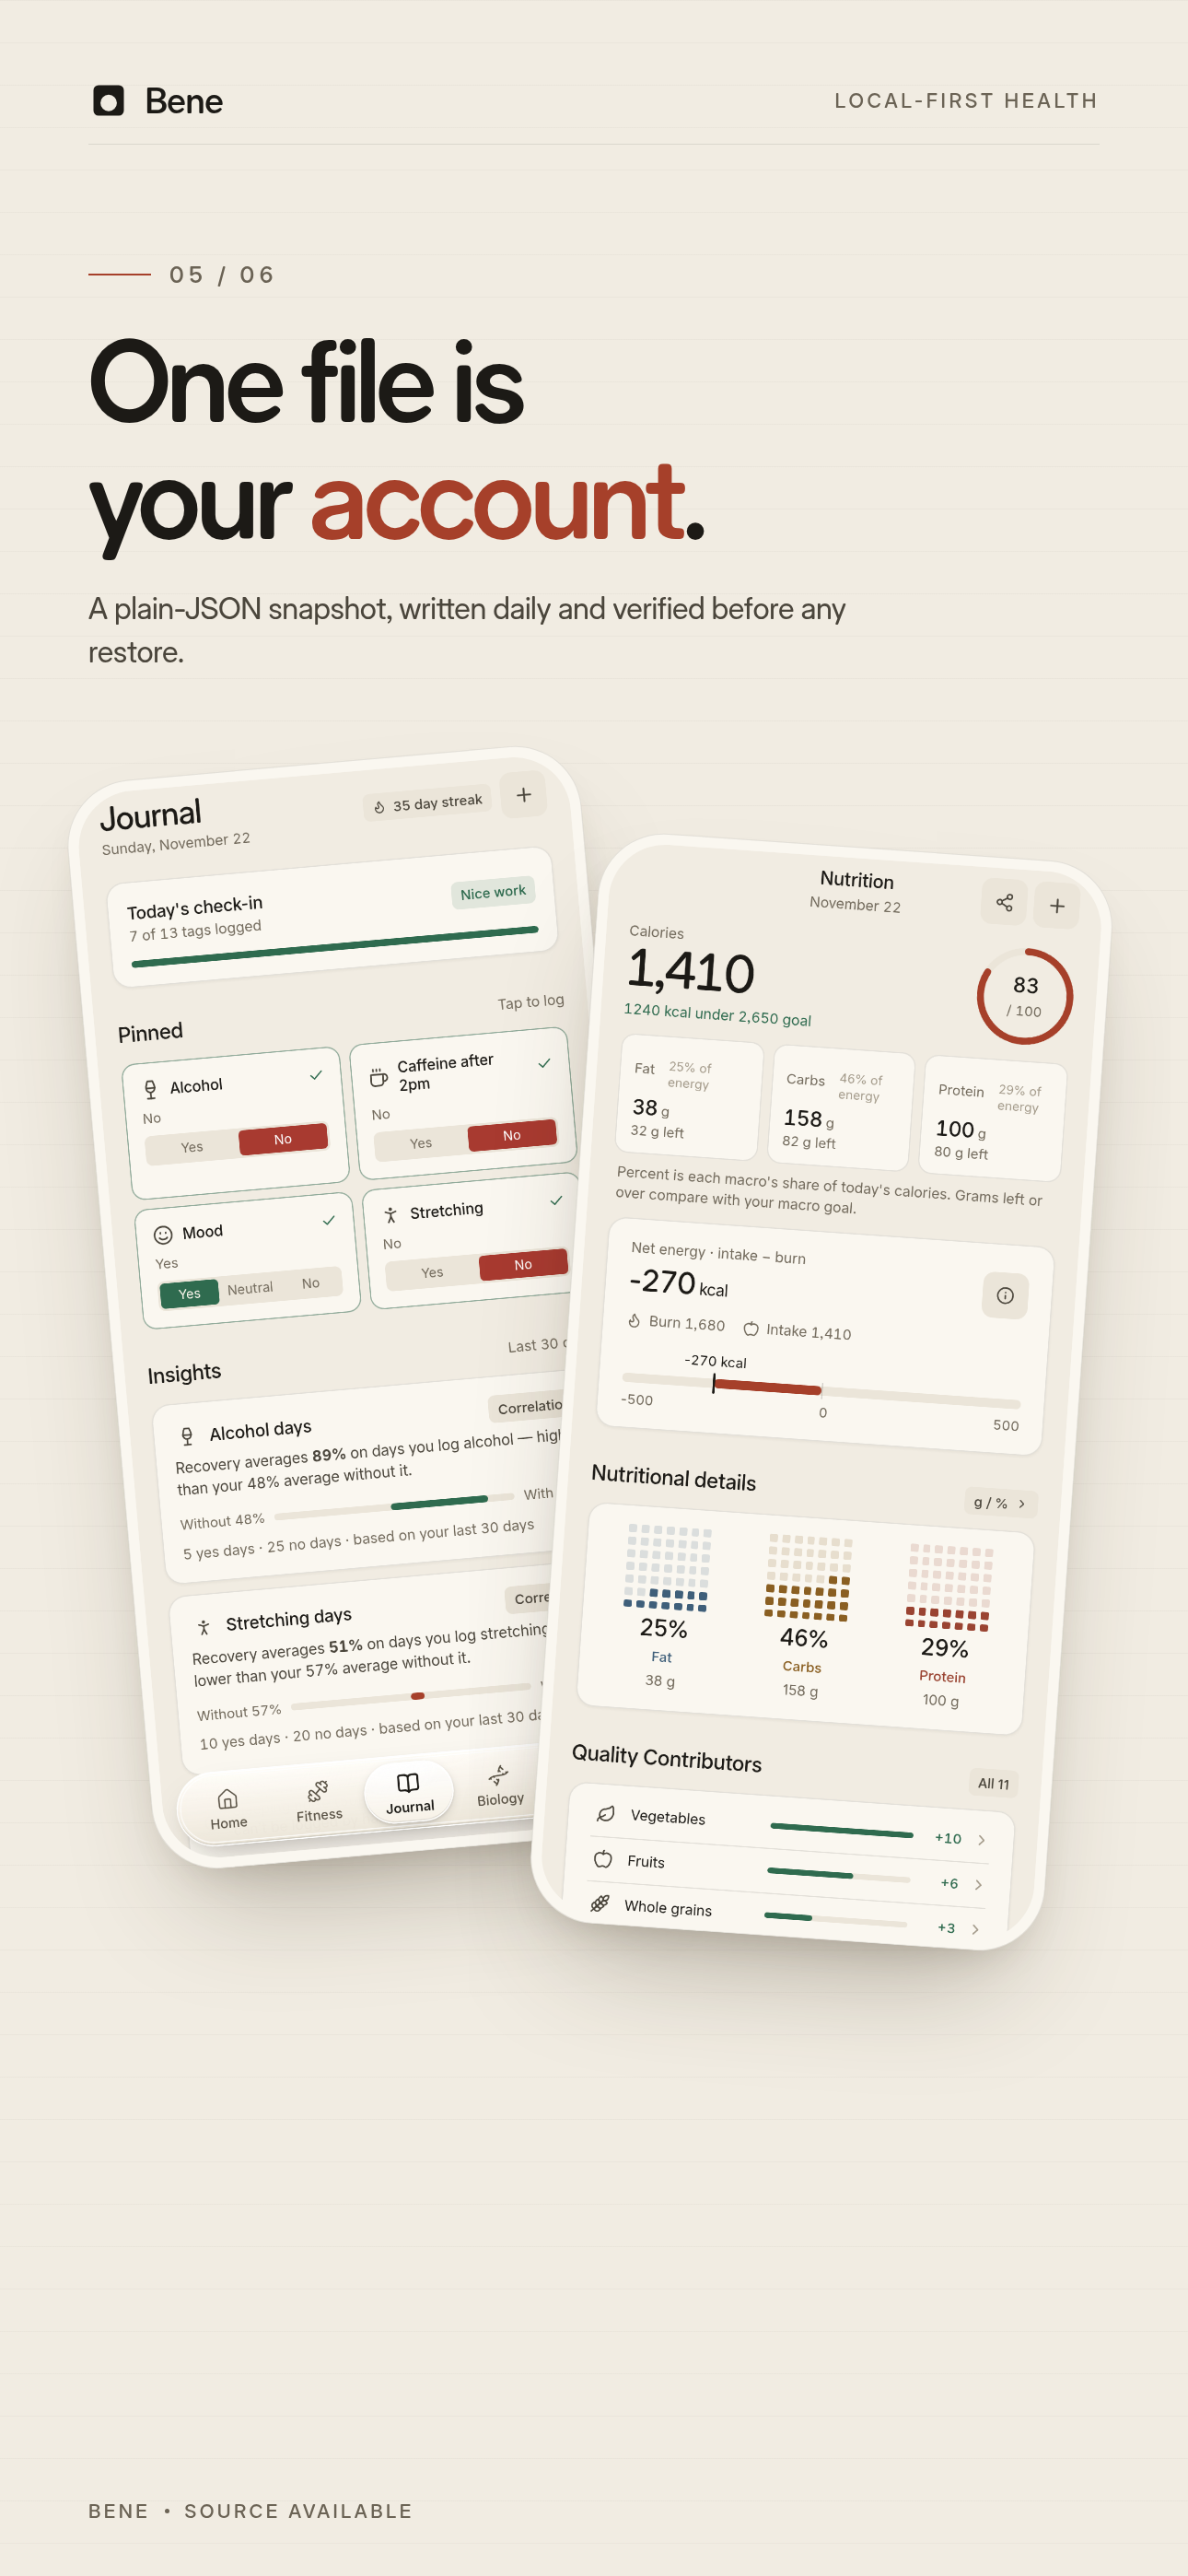 Bene
LOCAL-FIRST HEALTH
05 / 06
One file is
your account.
A plain-JSON snapshot, written daily and verified before any
restore.
Journal
Sunday, November 22
35 day streak
Today's check-in
7 of 13 tags logged
Nice work
Pinned
Tap to log
Alcohol
No
Yes
No
Caffeine after
2pm
No
Yes
No
Mood
Yes
Yes
Neutral
No
Stretching
No
Yes
No
Insights
Last 30
Alcohol days
Recovery averages 89% on days you log alcohol —
than your 48% average without it.
Without 48%
With
5 yes days · 25 no days · based on your last 30 days
Stretching days
Recovery averages 51% on days you log stretching
lower than your 57% average without it.
Without 57%
10 yes days · 20 no days · based on your last 30
Home
Fitness
Journal
Biology
Nutrition
November 22
Calories
1,410
1240 kcal under 2,650 goal
83
/ 100
Fat
25% of
energy
38 g
32 g left
Carbs
46% of
energy
158 g
82 g left
Protein
29% of
energy
100 g
80 g left
Percent is each macro's share of today's calories. Grams left or
over compare with your macro goal.
Net energy · intake – burn
-270 kcal
Burn 1,680
Intake 1,410
-270 kcal
-500
0
500
Nutritional details
g / %
25%
Fat
38 g
46%
Carbs
158 g
29%
Protein
100 g
Quality Contributors
All 11
Vegetables
+10
Fruits
+6
Whole grains
+3
BENE • SOURCE AVAILABLE